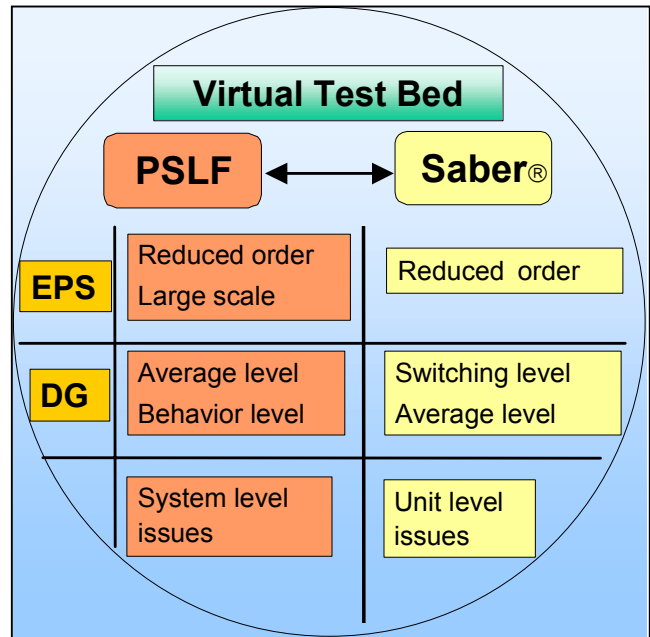 Virtual Test Bed
PSLF
Saber®
EPS
Reduced order
Large scale
Reduced order
DG
Average level
Behavior level
Switching level
Average level
System level
issues
Unit level
issues